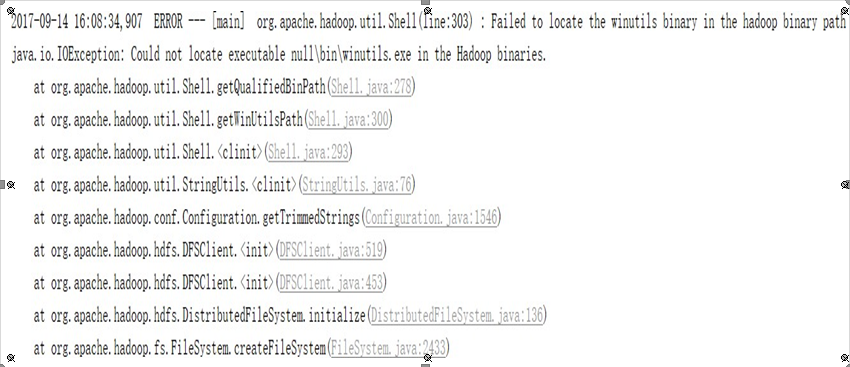 2017-09-14 16:08:34,907 ERROR --- [main] org.apache.hadoop.util.Shell(line:303) : Failed to locate the winutils binary in the hadoop binary path
java.io.IOException: Could not locate executable null\bin\winutils.exe in the Hadoop binaries.
at org.apache.hadoop.util.Shell.getQualifiedBinPath(Shell.java:278)
at org.apache.hadoop.util.Shell.getWinUtilsPath(Shell.java:300)
at org.apache.hadoop.util.Shell.<clinit>(Shell.java:293)
at org.apache.hadoop.util.StringUtils.<clinit>(StringUtils.java:76)
at org.apache.hadoop.conf.Configuration.getTrimmedStrings(Configuration.java:1546)
at org.apache.hadoop.hdfs.DFSClient.<init>(DFSClient.java:519)
at org.apache.hadoop.hdfs.DFSClient.<init>(DFSClient.java:453)
at org.apache.hadoop.hdfs.DistributedFileSystem.initialize(DistributedFileSystem.java:136)
at org.apache.hadoop.fs.FileSystem.createFileSystem(FileSystem.java:2433)